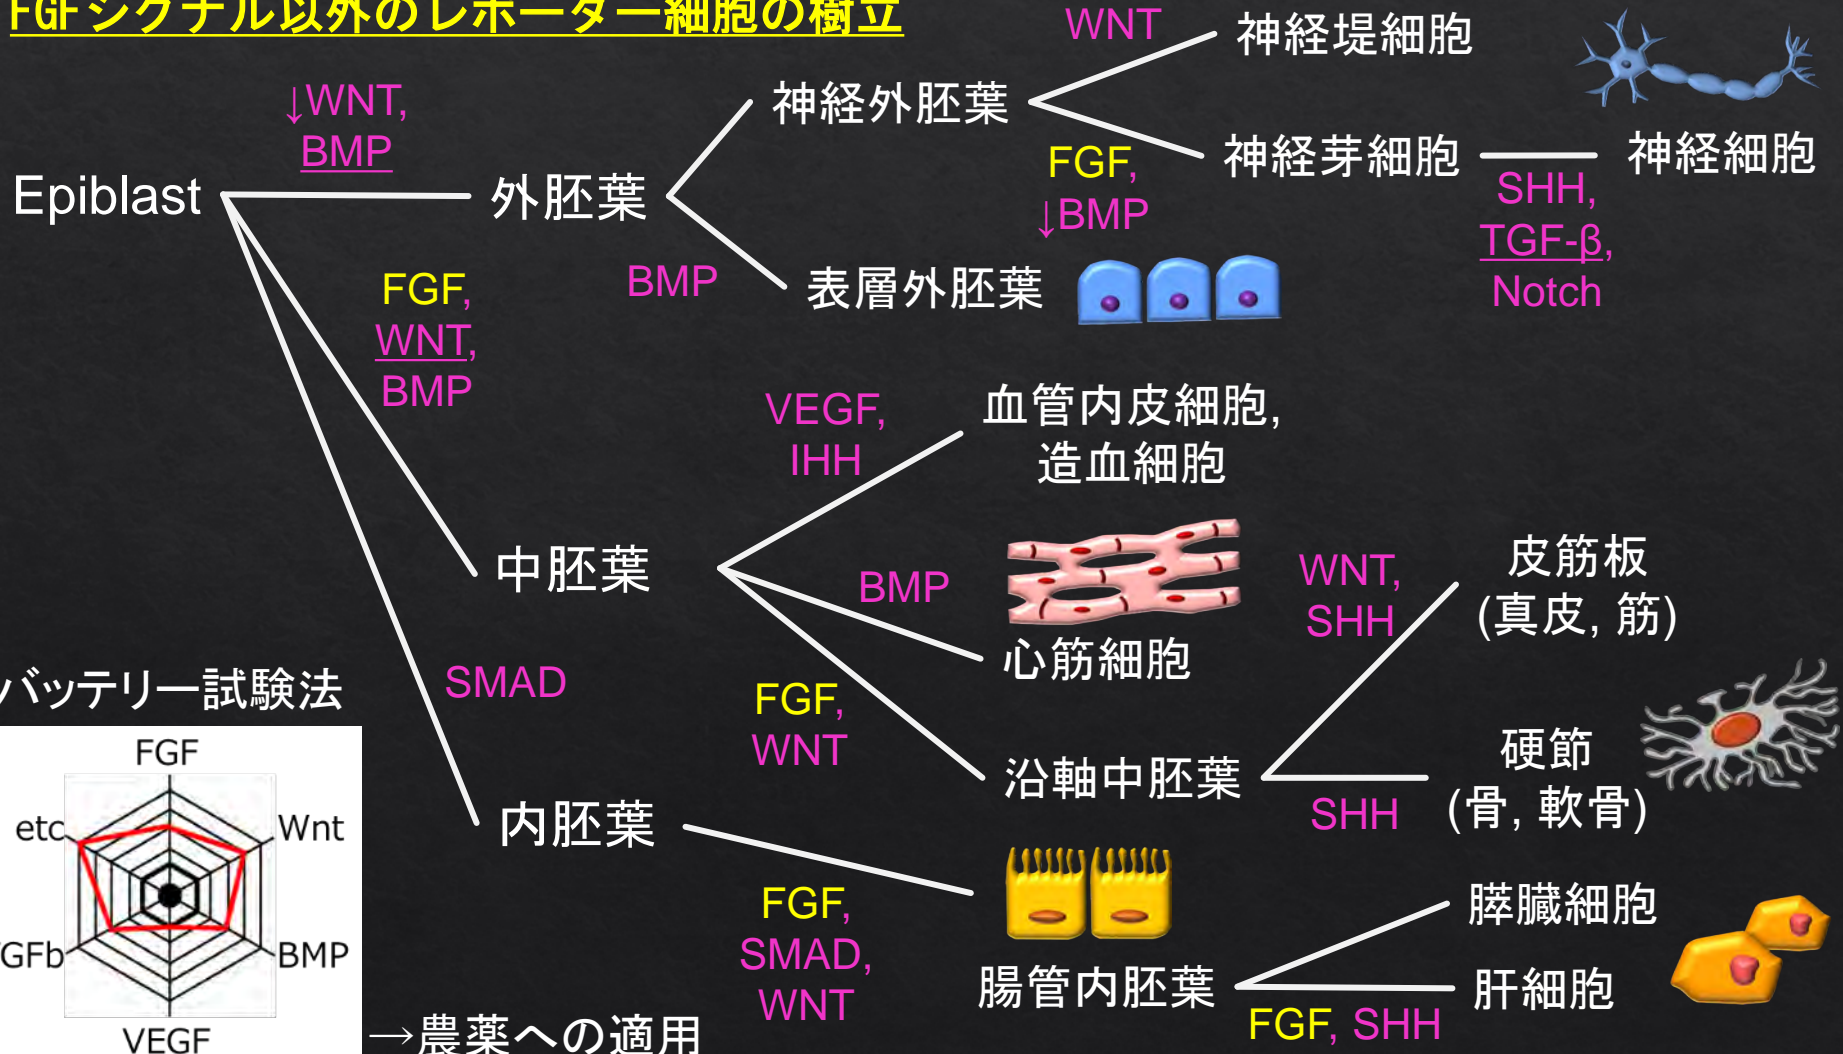 FGFシグナル以外のレポーター細胞の樹立
WNT
神経堤細胞
↓WNT,
BMP
神経外胚葉
FGF,
↓BMP
神経芽細胞
神経細胞
SHH,
TGF-β,
Notch
Epiblast
外胚葉
BMP
表層外胚葉
FGF,
WNT,
BMP
VEGF,
IHH
血管内皮細胞,
造血細胞
中胚葉
BMP
心筋細胞
WNT,
SHH
皮筋板
(真皮, 筋)
SMAD
FGF,
WNT
沿軸中胚葉
SHH
硬節
(骨, 軟骨)
内胚葉
FGF,
SMAD,
WNT
腸管内胚葉
膵臓細胞
肝細胞
FGF, SHH
バッテリー試験法
FGF
etc
Wnt
GFb
BMP
VEGF
→農薬への適用